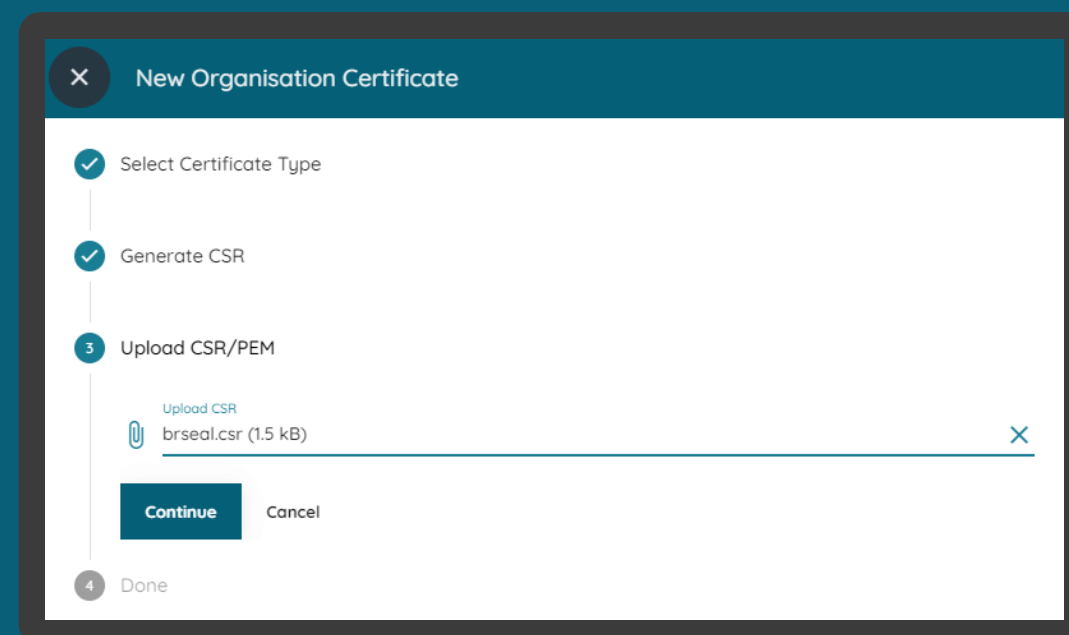 New Organisation Certificate
Select Certificate Type
Generate CSR
3 Upload CSR/PEM
Upload CSR
brseal.csr (1.5 kB)
Continue Cancel
4 Done